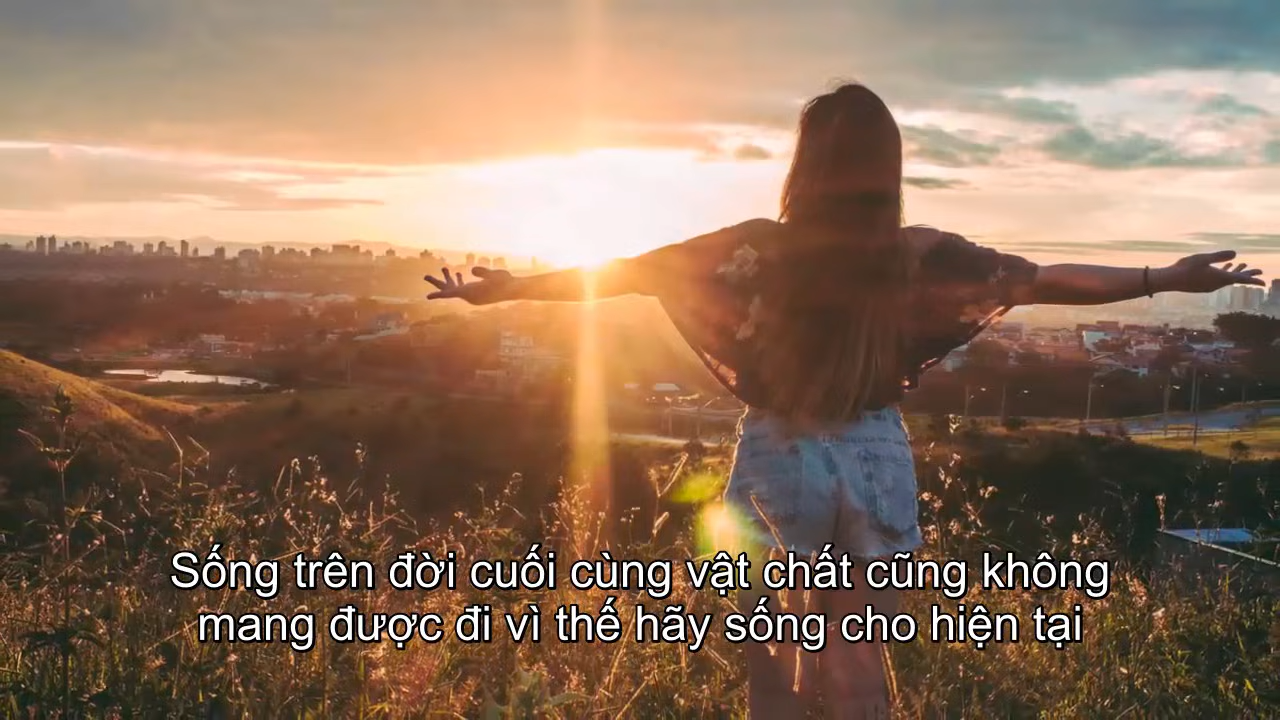 Sống trên đời cuối cùng vật chất cũng không
mang được đi vì thế hãy sống cho hiện tại